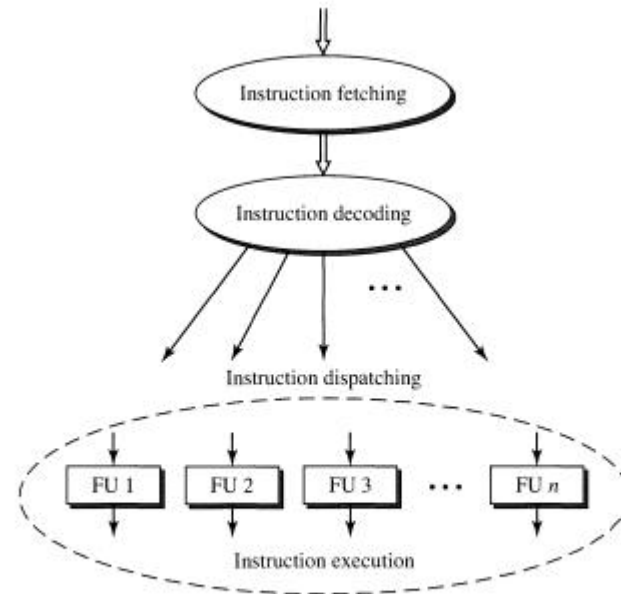 Instruction fetching
Instruction decoding
Instruction dispatching
FU 1 FU 2 FU 3 FU n
Instruction execution